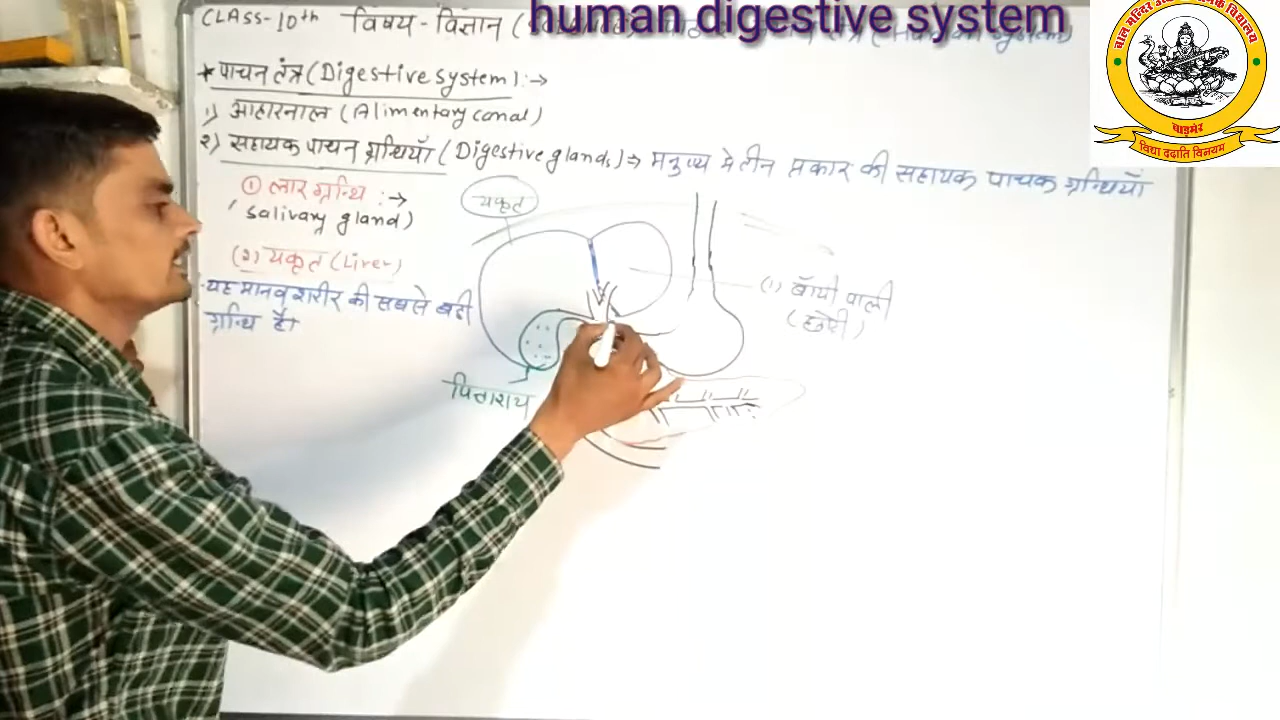 human digestive system
CLASS-10th विषय - विज्ञान (
* पाचन तंत्र (Digestive system) :→
1) आहारनाल (Alimentary canal)
२) सहायक पाचन ग्रन्थियाँ (Digestive glands) ⇒ मनुष्य मे तीन प्रकार की सहायक पाचक ग्रन्थियाँ
① लार ग्रन्थि :→
(Salivary gland)
(२) यकृत (Liver)
यह मानव शरीर की सबसे बडी
ग्रन्थि है।
यकृत
(1) बाँयी पाली
पिताशय
बाड़मेर
विद्या ददाति विनयम